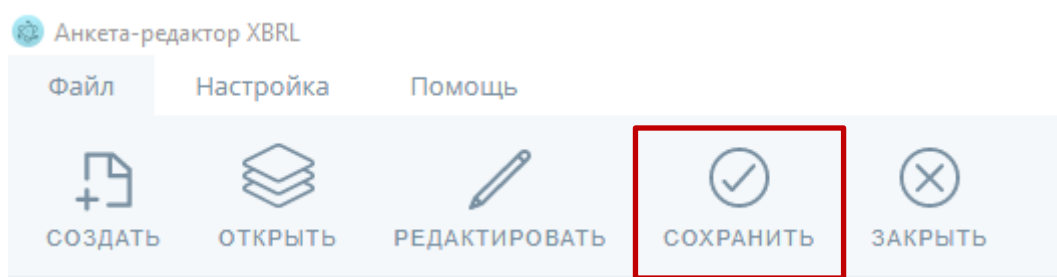 Анкета-редактор XBRL
Файл Настройка Помощь
СОЗДАТЬ ОТКРЫТЬ РЕДАКТИРОВАТЬ СОХРАНИТЬ ЗАКРЫТЬ